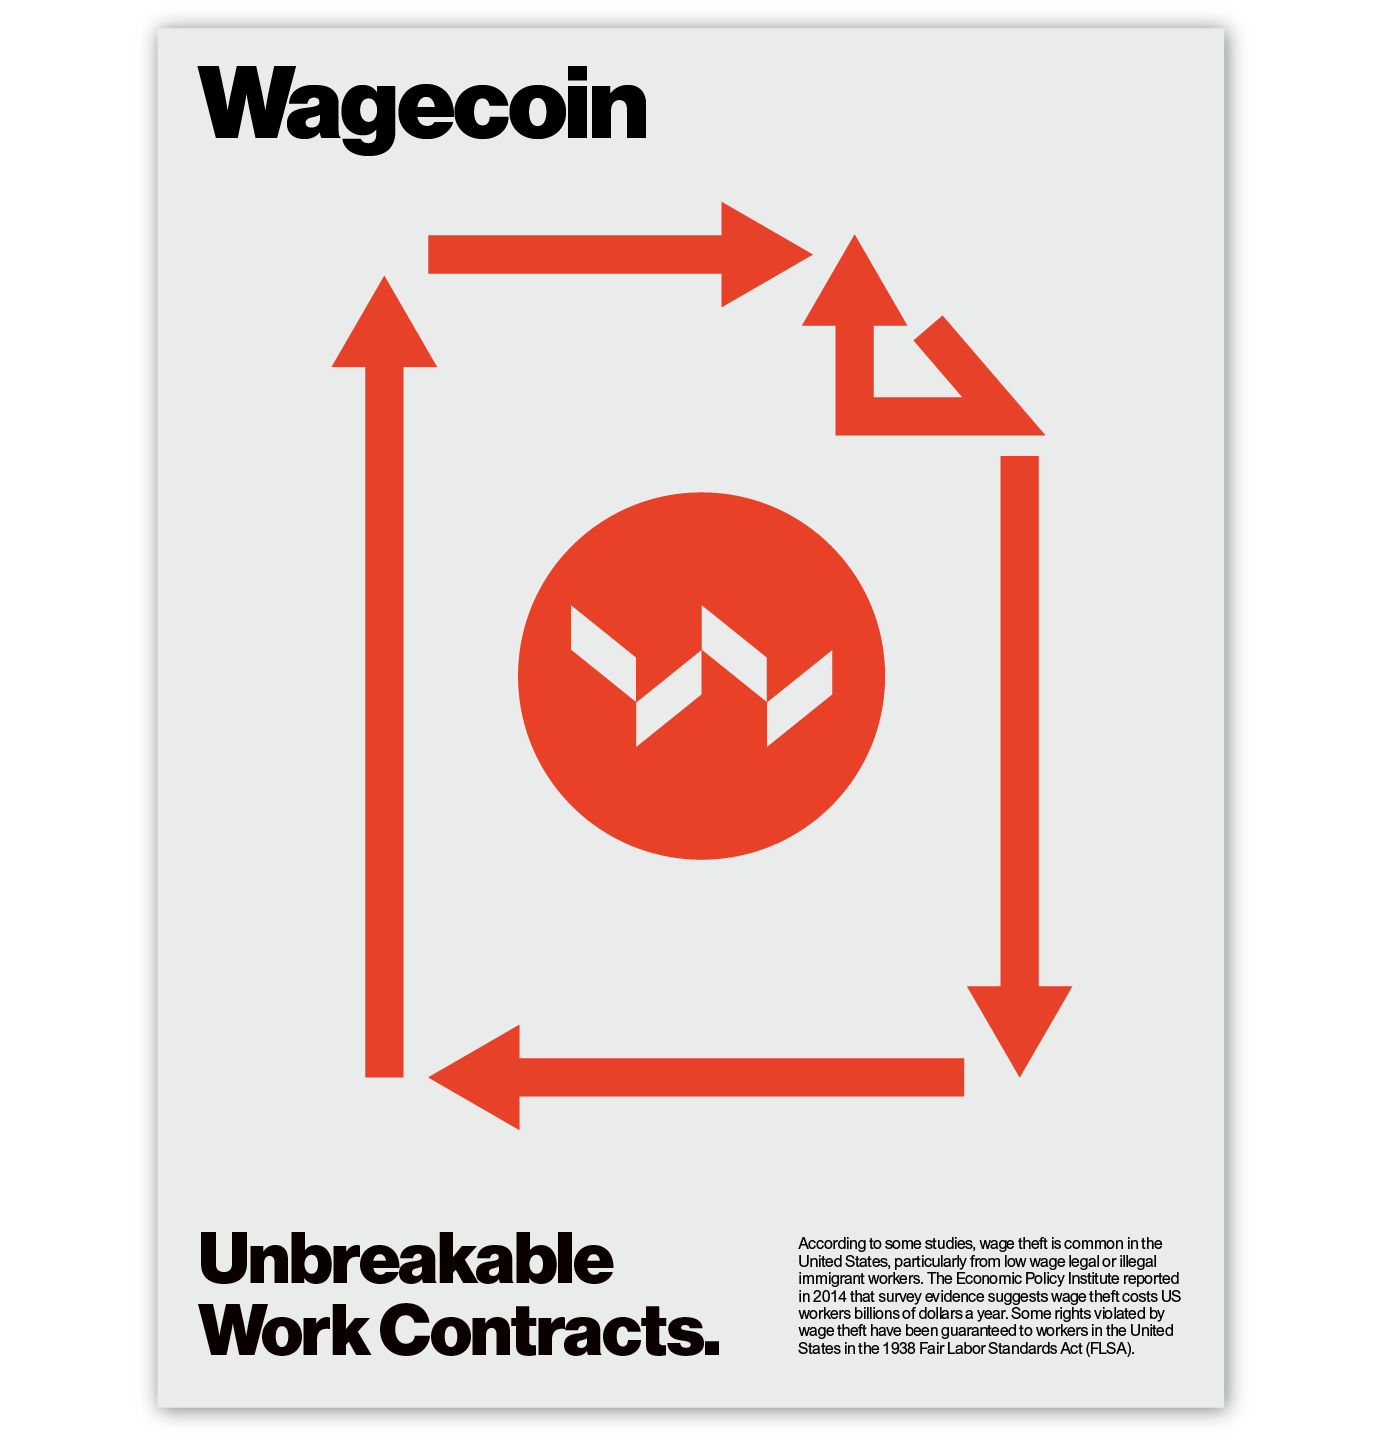 Wagecoin
Unbreakable
Work Contracts.
According to some studies, wage theft is common in the
United States, particularly from low wage legal or illegal
immigrant workers. The Economic Policy Institute reported
in 2014 that survey evidence suggests wage theft costs US
workers billions of dollars a year. Some rights violated by
wage theft have been guaranteed to workers in the United
States in the 1938 Fair Labor Standards Act (FLSA).